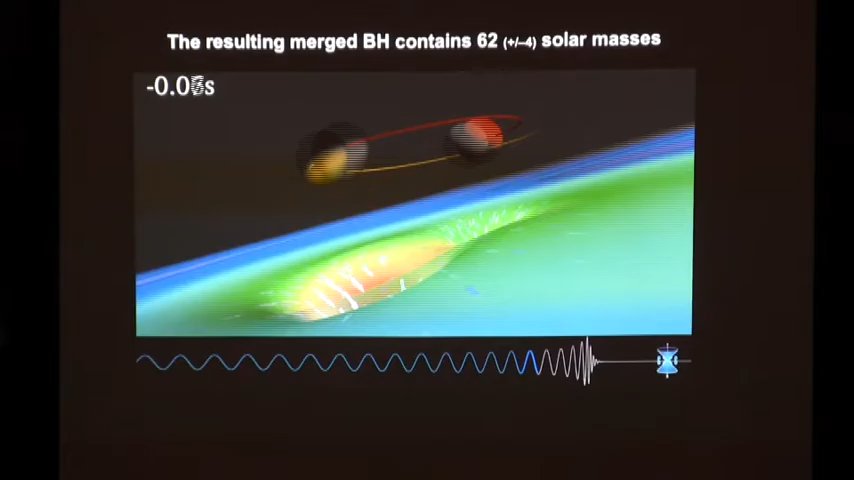 The resulting merged BH contains 62 (+/–4) solar masses